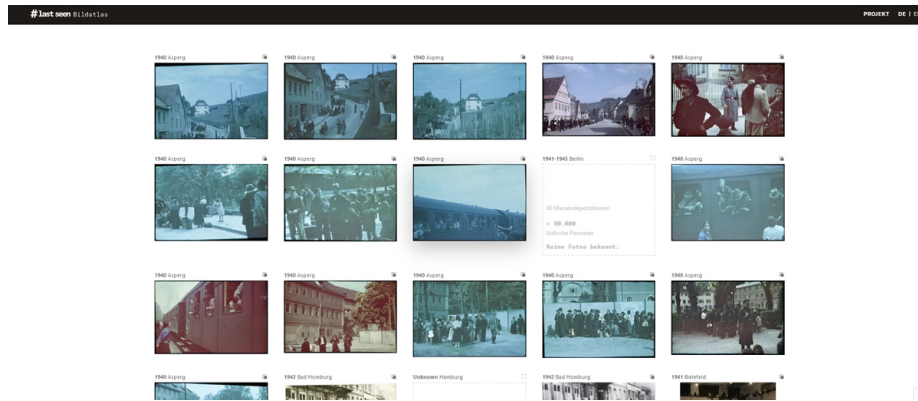 #last seen Bildatlas
PROJEKT DE |
1940 Asperg
1940 Asperg
1940 Asperg
1940 Asperg
1940 Asperg
1940 Asperg
1940 Asperg
1940 Asperg
1941-1945 Berlin
60 Massendeportationen
> 50.000
Jüdische Personen
Keine Fotos bekannt.
1940 Asperg
1940 Asperg
1940 Asperg
1940 Asperg
1940 Asperg
1940 Asperg
1940 Asperg
1942 Bad Homburg
Unknown Hamburg
1942 Bad Homburg
1941 Bielefeld